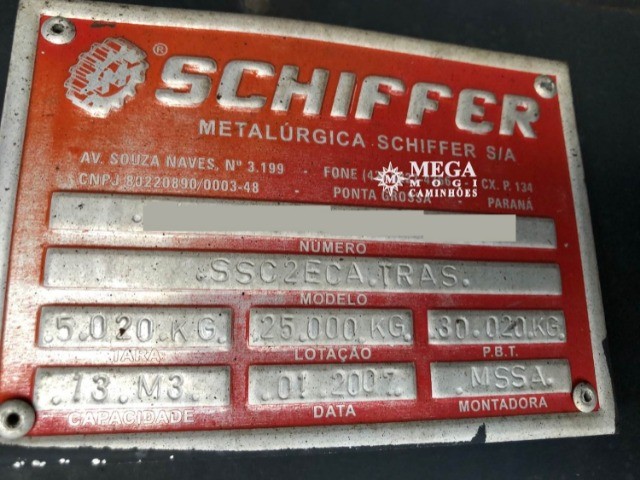 ® SCHIFFER
METALÚRGICA SCHIFFER S/A
AV. SOUZA NAVES, Nº 3.199 - FONE (42
CNPJ 80220890/0003-48 PONTA GROSSA - CX. P. 134
PARANÁ
MEGA
MOGI
CAMINHÕES
NÚMERO
.SSC2ECA.TRAS.
MODELO
.5.020.KG. .25.000 KG .30.020.KG.
TARA LOTAÇÃO P.B.T.
.13.M3. .01 2007 .MSSA.
CAPACIDADE DATA MONTADORA